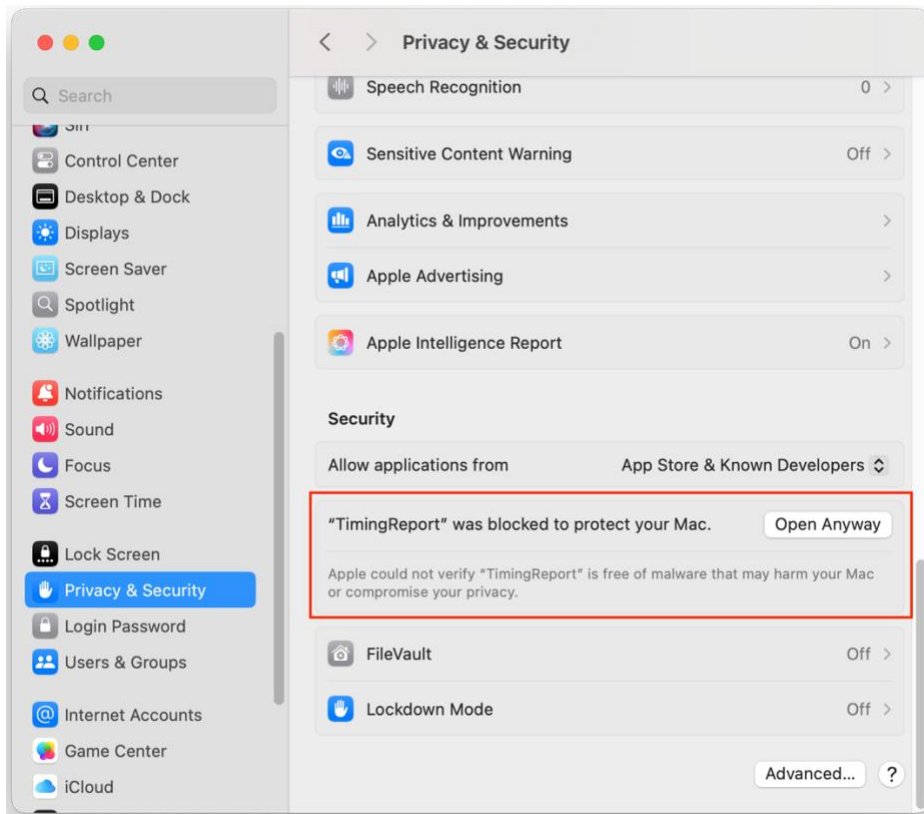 Privacy & Security
Search
Siri
Control Center
Desktop & Dock
Displays
Screen Saver
Spotlight
Wallpaper
Notifications
Sound
Focus
Screen Time
Lock Screen
Privacy & Security
Login Password
Users & Groups
Internet Accounts
Game Center
iCloud
Speech Recognition 0
Sensitive Content Warning Off
Analytics & Improvements
Apple Advertising
Apple Intelligence Report On
Security
Allow applications from App Store & Known Developers
“TimingReport” was blocked to protect your Mac. Open Anyway
Apple could not verify “TimingReport” is free of malware that may harm your Mac
or compromise your privacy.
FileVault Off
Lockdown Mode Off
Advanced... ?